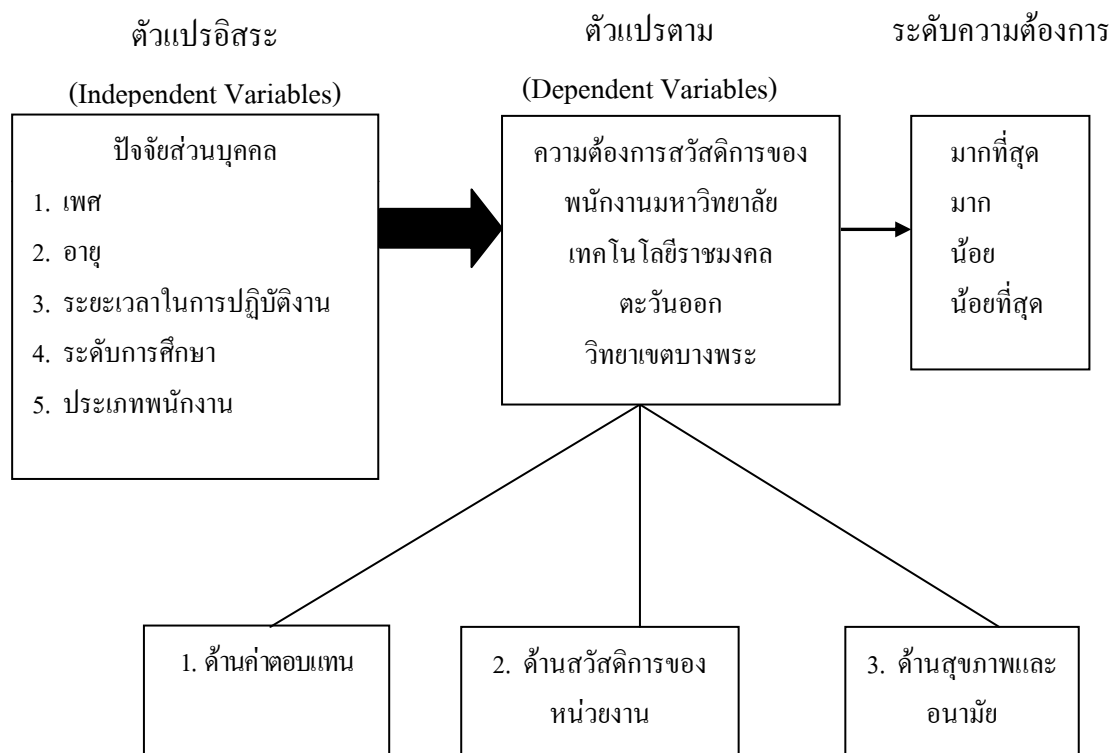 ตัวแปรอิสระ
(Independent Variables)
ปัจจัยส่วนบุคคล
1. เพศ
2. อายุ
3. ระยะเวลาในการปฏิบัติงาน
4. ระดับการศึกษา
5. ประเภทพนักงาน
ตัวแปรตาม
(Dependent Variables)
ความต้องการสวัสดิการของ
พนักงานมหาวิทยาลัย
เทคโนโลยีราชมงคล
ตะวันออก
วิทยาเขตบางพระ
ระดับความต้องการ
มากที่สุด
มาก
น้อย
น้อยที่สุด
1. ด้านค่าตอบแทน
2. ด้านสวัสดิการของ
หน่วยงาน
3. ด้านสุขภาพและ
อนามัย